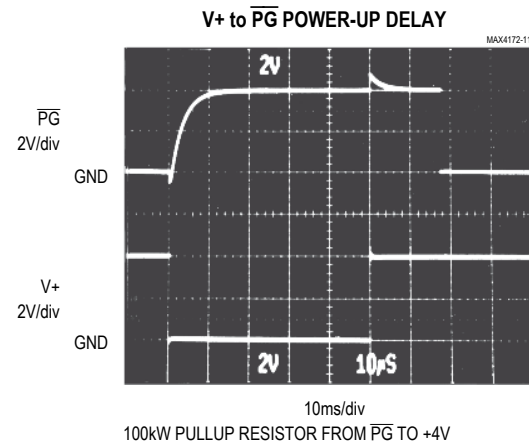 V+ to PG POWER-UP DELAY
MAX4172-11
2V
PG
2V/div
GND
V+
2V/div
GND
2V
10µS
10ms/div
100kW PULLUP RESISTOR FROM PG TO +4V